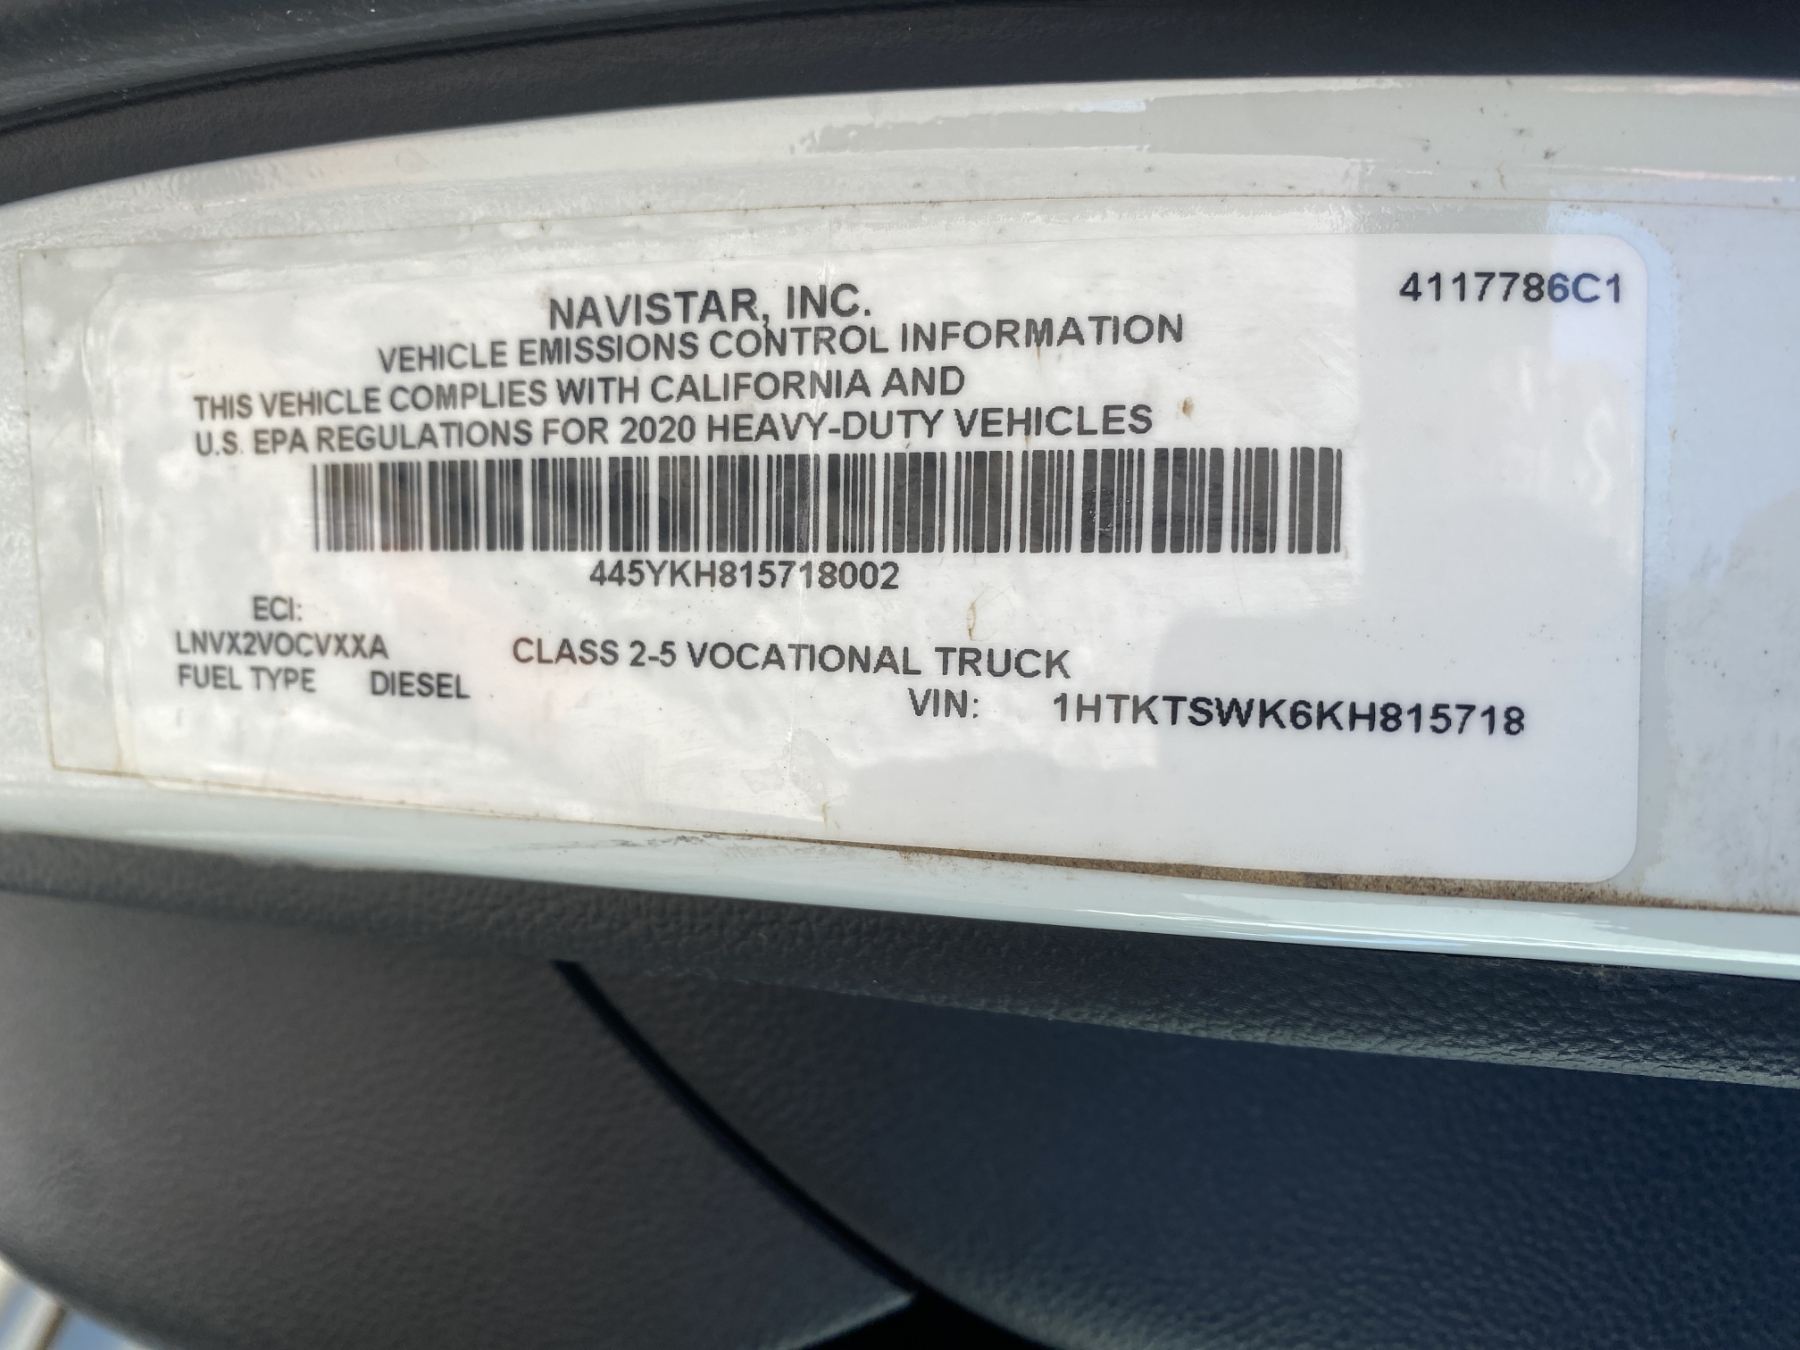 4117786C1
NAVISTAR, INC.
VEHICLE EMISSIONS CONTROL INFORMATION
THIS VEHICLE COMPLIES WITH CALIFORNIA AND
U.S. EPA REGULATIONS FOR 2020 HEAVY-DUTY VEHICLES
445YKH815718002
ECI:
LNVX2VOCVXXA CLASS 2-5 VOCATIONAL TRUCK
FUEL TYPE DIESEL
VIN: 1HTKTSWK6KH815718